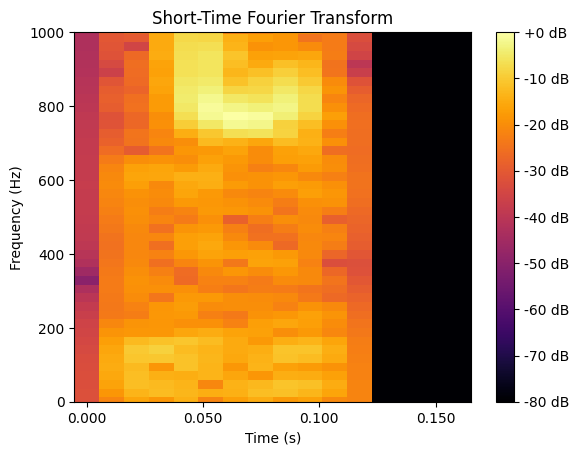 Short-Time Fourier Transform
1000
800
600
400
200
0
Frequency (Hz)
0.000
0.050
0.100
0.150
Time (s)
+0 dB
-10 dB
-20 dB
-30 dB
-40 dB
-50 dB
-60 dB
-70 dB
-80 dB